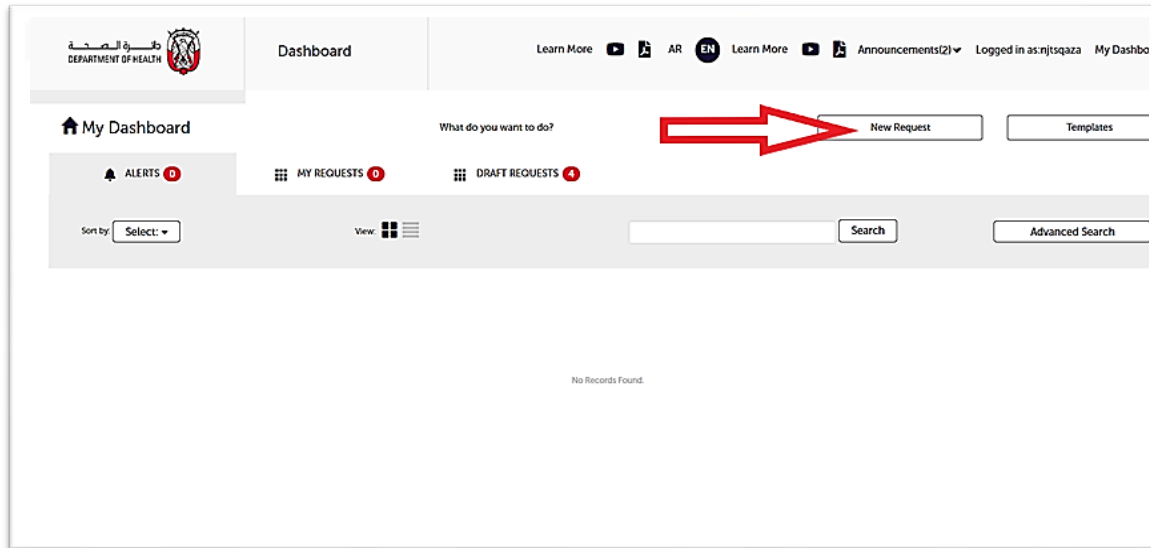 دائـــــرة الـــصـــحـــة
DEPARTMENT OF HEALTH
Dashboard
Learn More AR EN Learn More Announcements(2) Logged in as:njtsqaza My Dashbo
My Dashboard
What do you want to do?
New Request
Templates
ALERTS 0
MY REQUESTS 0
DRAFT REQUESTS 4
Sort by: Select:
View:
Search
Advanced Search
No Records Found.